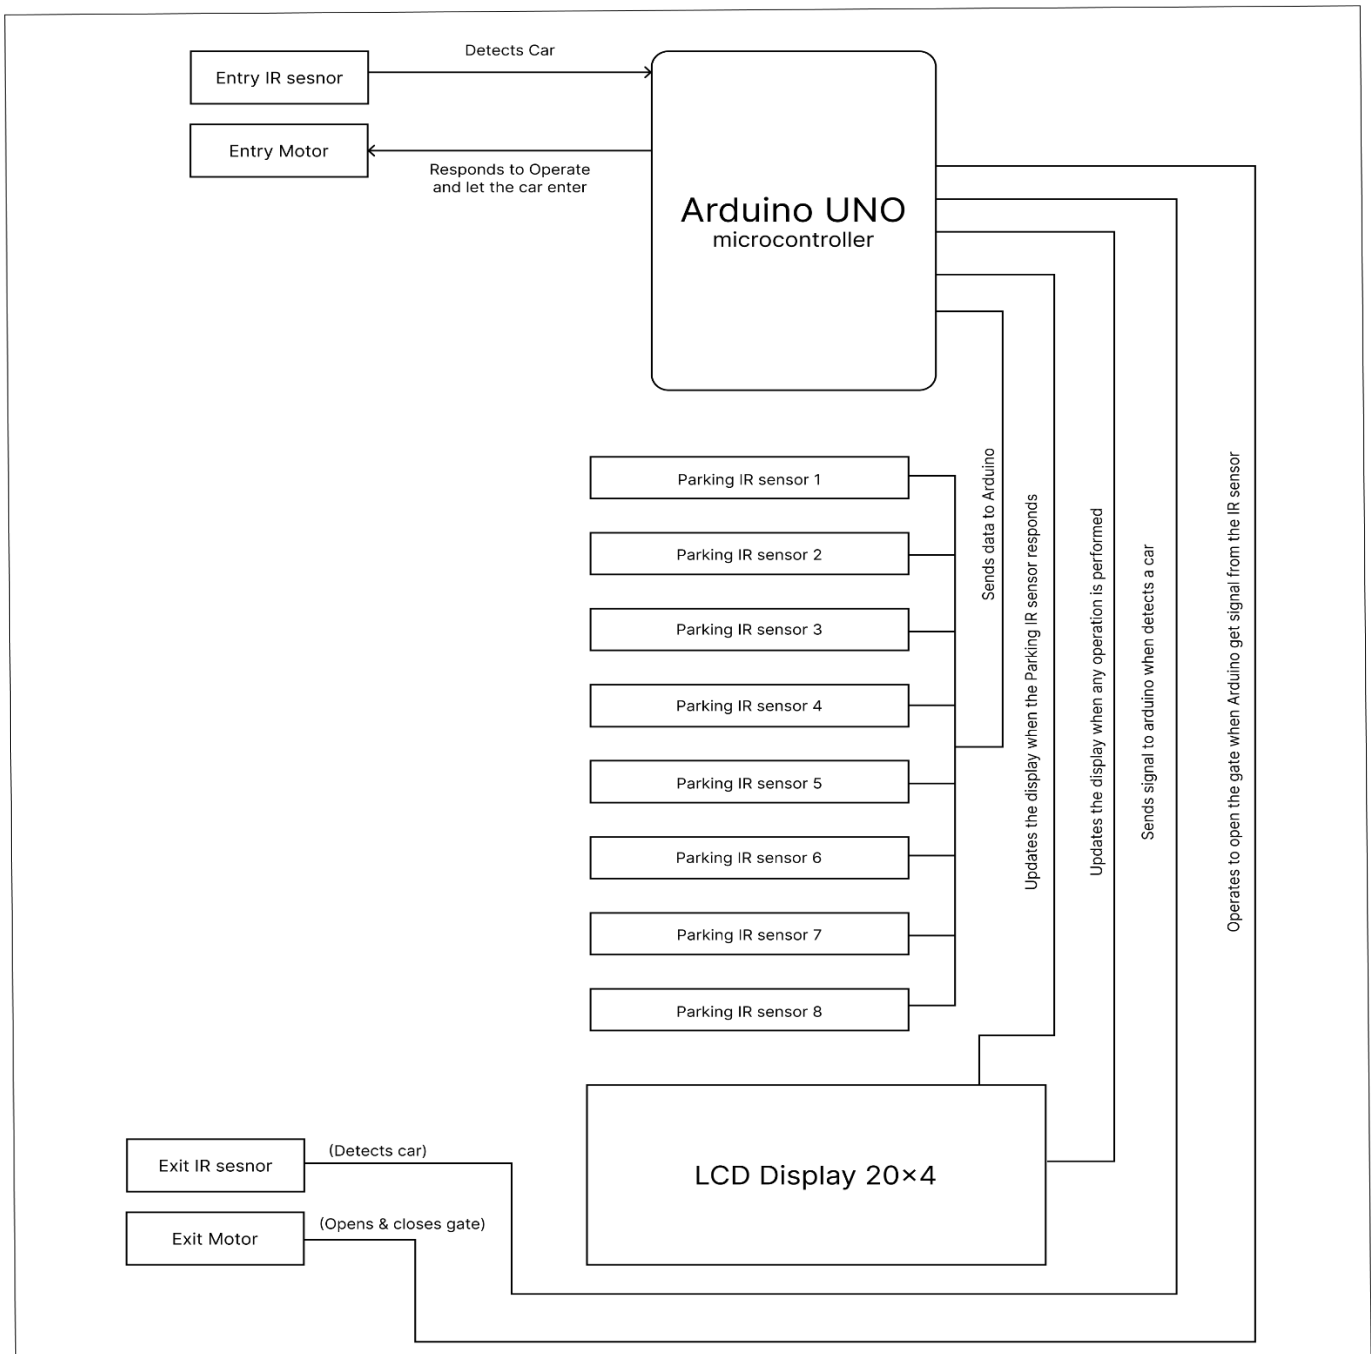 Detects Car
Entry IR sesnor
Entry Motor
Responds to Operate
and let the car enter
Arduino UNO
microcontroller
Parking IR sensor 1
Parking IR sensor 2
Parking IR sensor 3
Parking IR sensor 4
Parking IR sensor 5
Parking IR sensor 6
Parking IR sensor 7
Parking IR sensor 8
Sends data to Arduino
Updates the display when the Parking IR sensor responds
Updates the display when any operation is performed
Sends signal to arduino when detects a car
Operates to open the gate when Arduino get signal from the IR sensor
LCD Display 20×4
(Detects car)
Exit IR sesnor
(Opens & closes gate)
Exit Motor